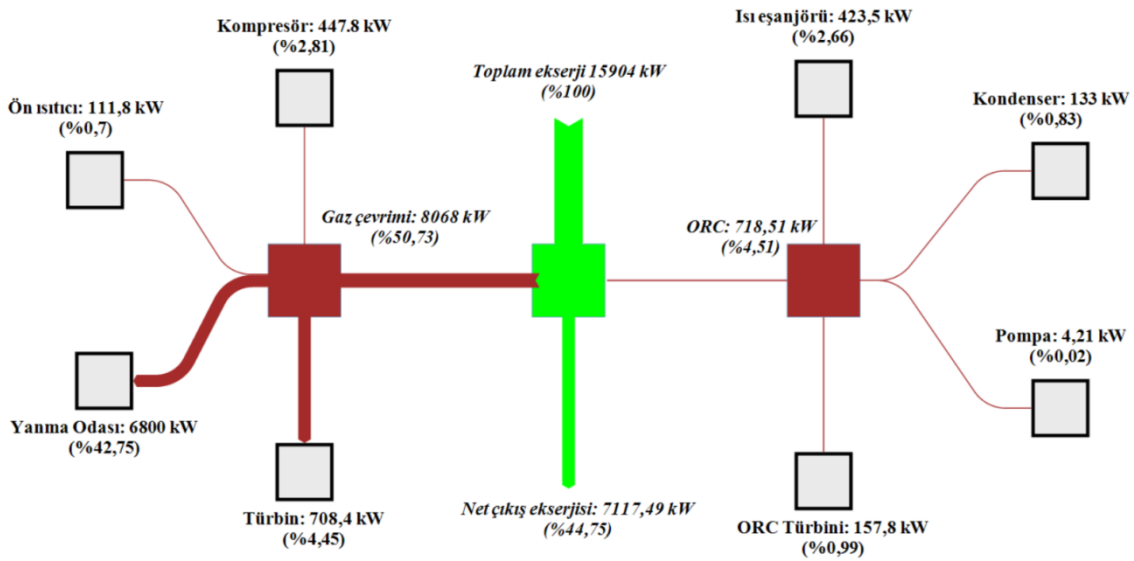 Kompresör: 447.8 kW
(%2,81)
Isı eşanjörü: 423,5 kW
(%2,66)
Toplam ekserji 15904 kW
(%100)
Ön ısıtıcı: 111,8 kW
(%0,7)
Kondenser: 133 kW
(%0,83)
Gaz çevrimi: 8068 kW
(%50,73)
ORC: 718,51 kW
(%4,51)
Pompa: 4,21 kW
(%0,02)
Yanma Odası: 6800 kW
(%42,75)
Türbin: 708,4 kW
(%4,45)
Net çıkış ekserjisi: 7117,49 kW
(%44,75)
ORC Türbini: 157,8 kW
(%0,99)